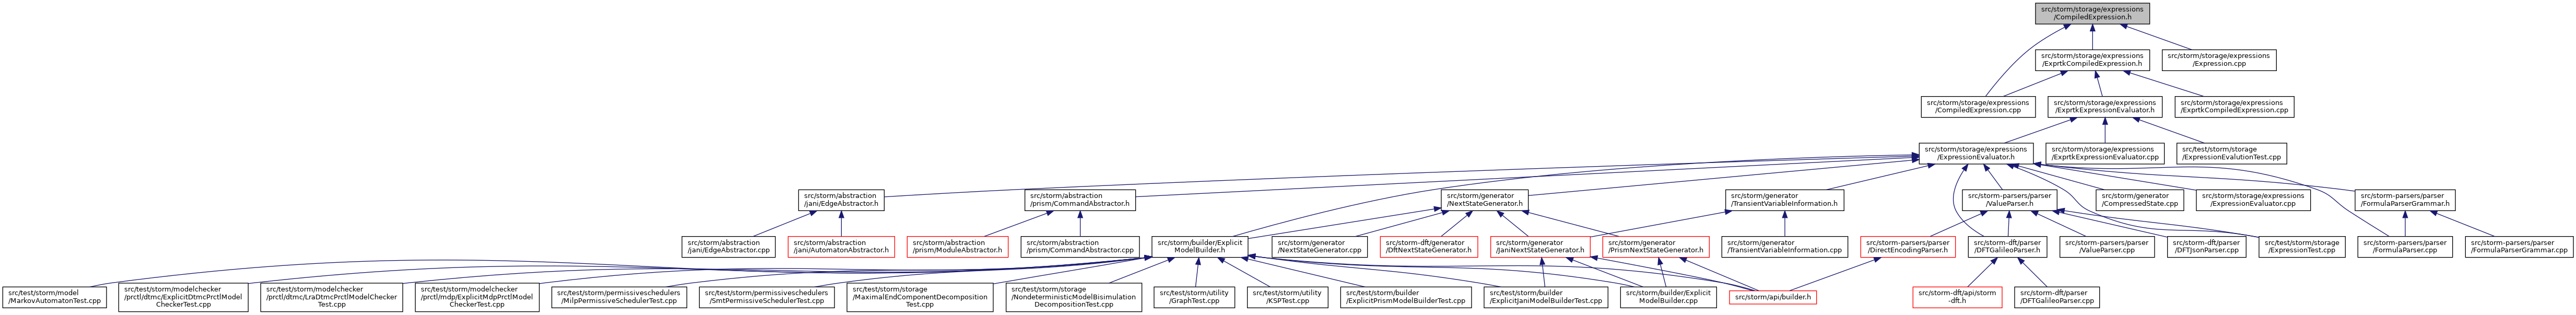 src/storm/storage/expressions
/CompiledExpression.h
src/storm/storage/expressions
/ExprtkCompiledExpression.h
src/storm/storage/expressions
/Expression.cpp
src/storm/storage/expressions
/CompiledExpression.cpp
src/storm/storage/expressions
/ExprtkExpressionEvaluator.h
src/storm/storage/expressions
/ExprtkCompiledExpression.cpp
src/storm/storage/expressions
/ExpressionEvaluator.h
src/storm/storage/expressions
/ExprtkExpressionEvaluator.cpp
src/test/storm/storage
/ExpressionEvalutionTest.cpp
src/storm/abstraction
/jani/EdgeAbstractor.h
src/storm/abstraction
/prism/CommandAbstractor.h
src/storm/generator
/NextStateGenerator.h
src/storm/generator
/TransientVariableInformation.h
src/storm-parsers/parser
/ValueParser.h
src/storm/generator
/CompressedState.cpp
src/storm/storage/expressions
/ExpressionEvaluator.cpp
src/storm-parsers/parser
/FormulaParserGrammar.h
src/storm/abstraction
/jani/EdgeAbstractor.cpp
src/storm/abstraction
/jani/AutomatonAbstractor.h
src/storm/abstraction
/prism/ModuleAbstractor.h
src/storm/abstraction
/prism/CommandAbstractor.cpp
src/storm/builder/Explicit
ModelBuilder.h
src/storm/generator
/NextStateGenerator.cpp
src/storm-dft/generator
/DftNextStateGenerator.h
src/storm/generator
/JaniNextStateGenerator.h
src/storm/generator
/PrismNextStateGenerator.h
src/storm/generator
/TransientVariableInformation.cpp
src/storm-parsers/parser
/DirectEncodingParser.h
src/storm-dft/parser
/DFTGalileoParser.h
src/storm-parsers/parser
/ValueParser.cpp
src/storm-dft/parser
/DFTJsonParser.cpp
src/test/storm/storage
/ExpressionTest.cpp
src/storm-parsers/parser
/FormulaParser.cpp
src/storm-parsers/parser
/FormulaParserGrammar.cpp
src/test/storm/model
/MarkovAutomatonTest.cpp
src/test/storm/modelchecker
/prctl/dtmc/ExplicitDtmcPrctlModel
CheckerTest.cpp
src/test/storm/modelchecker
/prctl/dtmc/LraDtmcPrctlModelChecker
Test.cpp
src/test/storm/modelchecker
/prctl/mdp/ExplicitMdpPrctlModel
CheckerTest.cpp
src/test/storm/permissiveschedulers
/MilpPermissiveSchedulerTest.cpp
src/test/storm/permissiveschedulers
/SmtPermissiveSchedulerTest.cpp
src/test/storm/storage
/MaximalEndComponentDecomposition
Test.cpp
src/test/storm/storage
/NondeterministicModelBisimulation
DecompositionTest.cpp
src/test/storm/utility
/GraphTest.cpp
src/test/storm/utility
/KSPTest.cpp
src/test/storm/builder
/ExplicitPrismModelBuilderTest.cpp
src/test/storm/builder
/ExplicitJaniModelBuilderTest.cpp
src/storm/builder/Explicit
ModelBuilder.cpp
src/storm/api/builder.h
src/storm-dft/api/storm
-dft.h
src/storm-dft/parser
/DFTGalileoParser.cpp